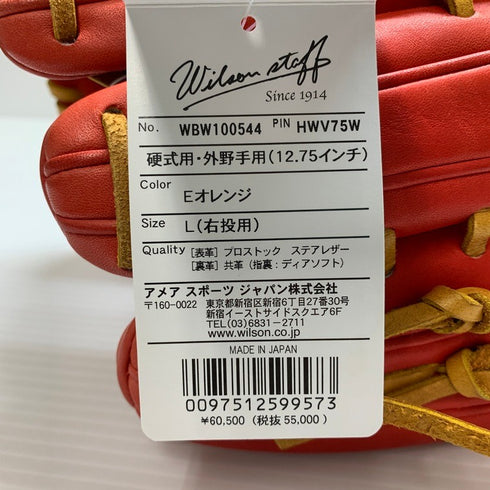 Wilson staff
Since 1914
No. WBW100544 PIN HWV75W
硬式用・外野手用(12.75インチ)
Color
Eオレンジ
Size
L(右投用)
Quality [表革] プロストック ステアレザー
[裏革] 共革 (指裏:ディアソフト)
アメア スポーツ ジャパン株式会社
〒160-0022 東京都新宿区新宿6丁目27番30号
新宿イーストサイドスクエア6F
TEL(03)6831-2711
www.wilson.co.jp
MADE IN JAPAN
0097512599573
¥60,500 (税抜 55,000)